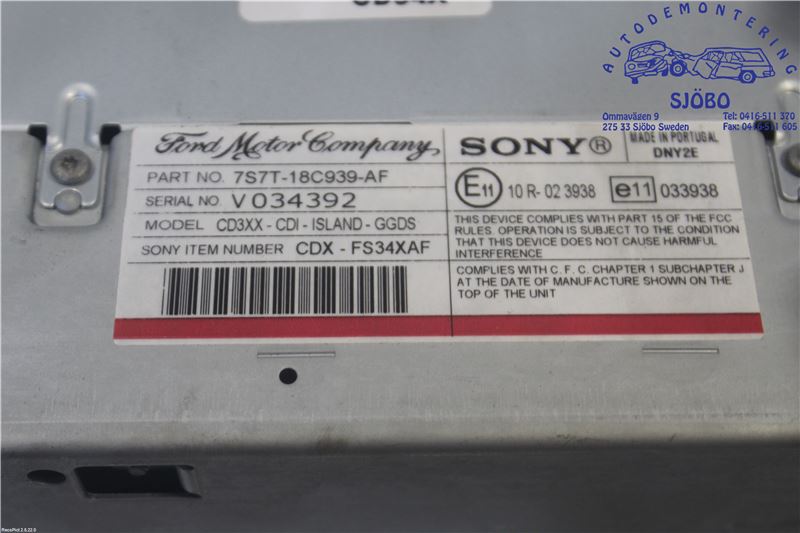 CD34X
AUTODEMONTERING
SJÖBO
Ommavägen 9
275 33 Sjöbo Sweden
Tel: 0416-511 370
Fax: 0416-511 605
Ford Motor Company,
SONY®
MADE IN PORTUGAL
DNY2E
PART NO. 7S7T-18C939-AF
SERIAL NO. V034392
MODEL CD3XX - CDI - ISLAND - GGDS
SONY ITEM NUMBER CDX - FS34XAF
E11 10 R- 02 3938 e11 033938
THIS DEVICE COMPLIES WITH PART 15 OF THE FCC
RULES. OPERATION IS SUBJECT TO THE CONDITION
THAT THIS DEVICE DOES NOT CAUSE HARMFUL
INTERFERENCE
COMPLIES WITH C. F. C. CHAPTER 1 SUBCHAPTER J
AT THE DATE OF MANUFACTURE SHOWN ON THE
TOP OF THE UNIT